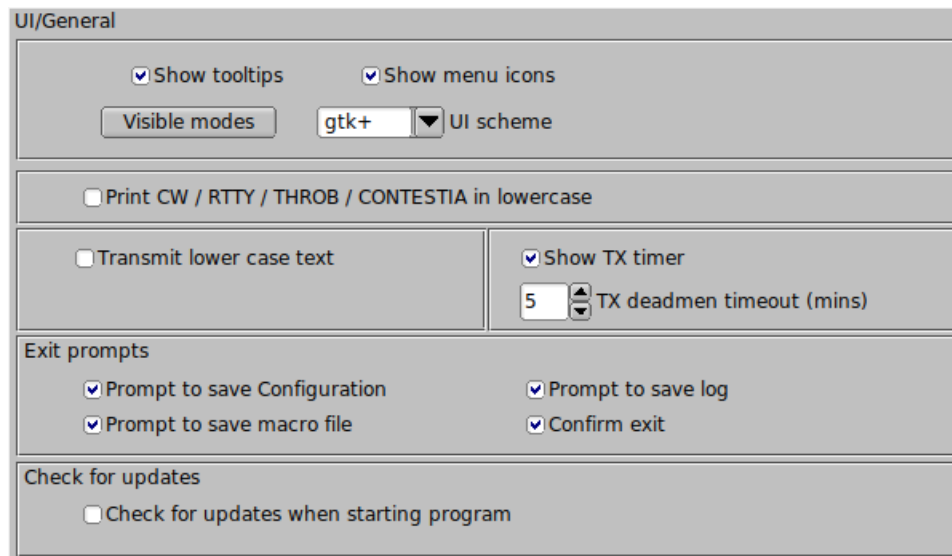 UI/General
Show tooltips Show menu icons
Visible modes gtk+ UI scheme
Print CW / RTTY / THROB / CONTESTIA in lowercase
Transmit lower case text Show TX timer
5 TX deadmen timeout (mins)
Exit prompts
Prompt to save Configuration Prompt to save log
Prompt to save macro file Confirm exit
Check for updates
Check for updates when starting program